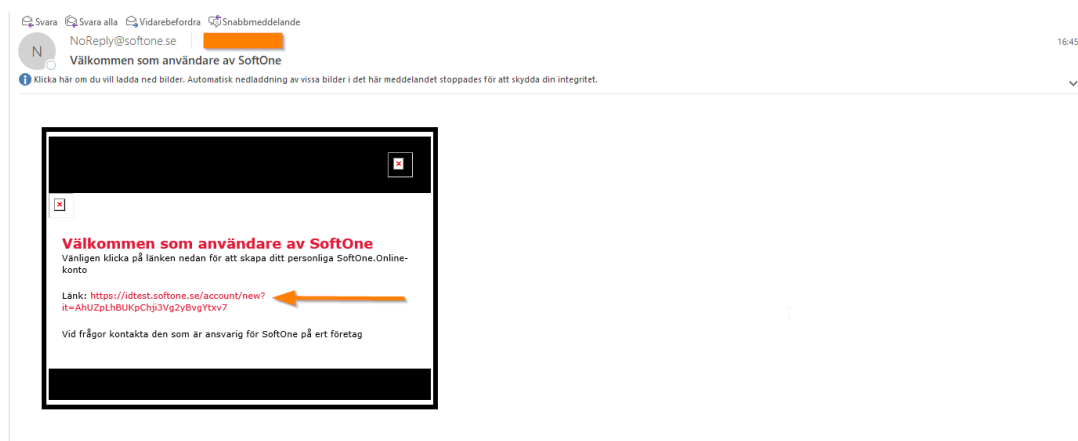 Svara Svara alla Vidarebefordra Snabbmeddelande
NoReply@softone.se
16:45
N
Välkommen som användare av SoftOne
Klicka här om du vill ladda ned bilder. Automatisk nedladdning av vissa bilder i det här meddelandet stoppades för att skydda din integritet.
Välkommen som användare av SoftOne
Vänligen klicka på länken nedan för att skapa ditt personliga SoftOne.Online-
konto
Länk: https://idtest.softone.se/account/new?
it=AhUZpLhBUKpChji3Vg2yBvgYtxv7
Vid frågor kontakta den som är ansvarig för SoftOne på ert företag